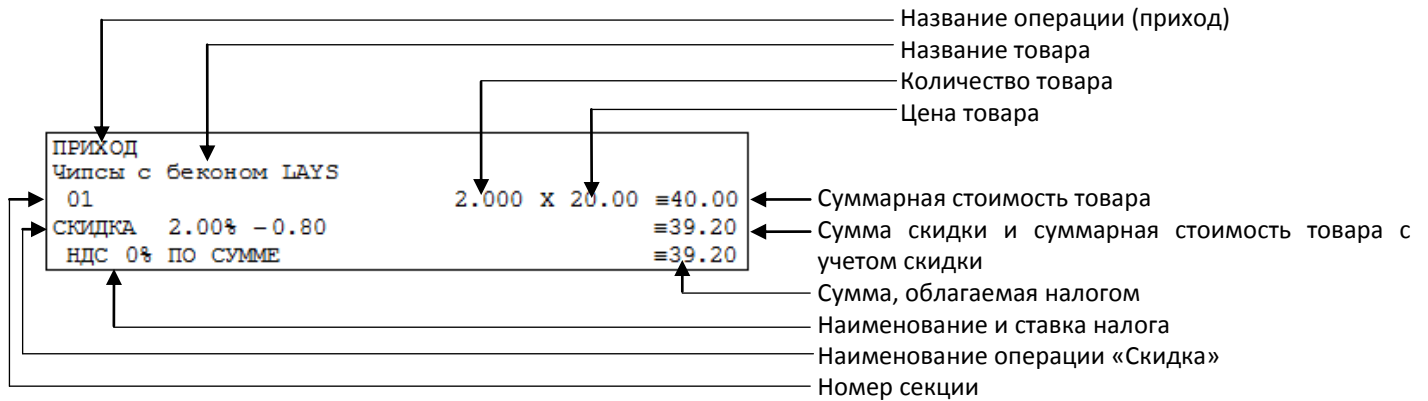 Название операции (приход)
Название товара
Количество товара
Цена товара
ПРИХОД
Чипсы с беконом LAYS
01 2.000 X 20.00 ≡40.00
СКИДКА 2.00% -0.80 ≡39.20
НДС 0% ПО СУММЕ ≡39.20
Суммарная стоимость товара
Сумма скидки и суммарная стоимость товара с
учетом скидки
Сумма, облагаемая налогом
Наименование и ставка налога
Наименование операции «Скидка»
Номер секции